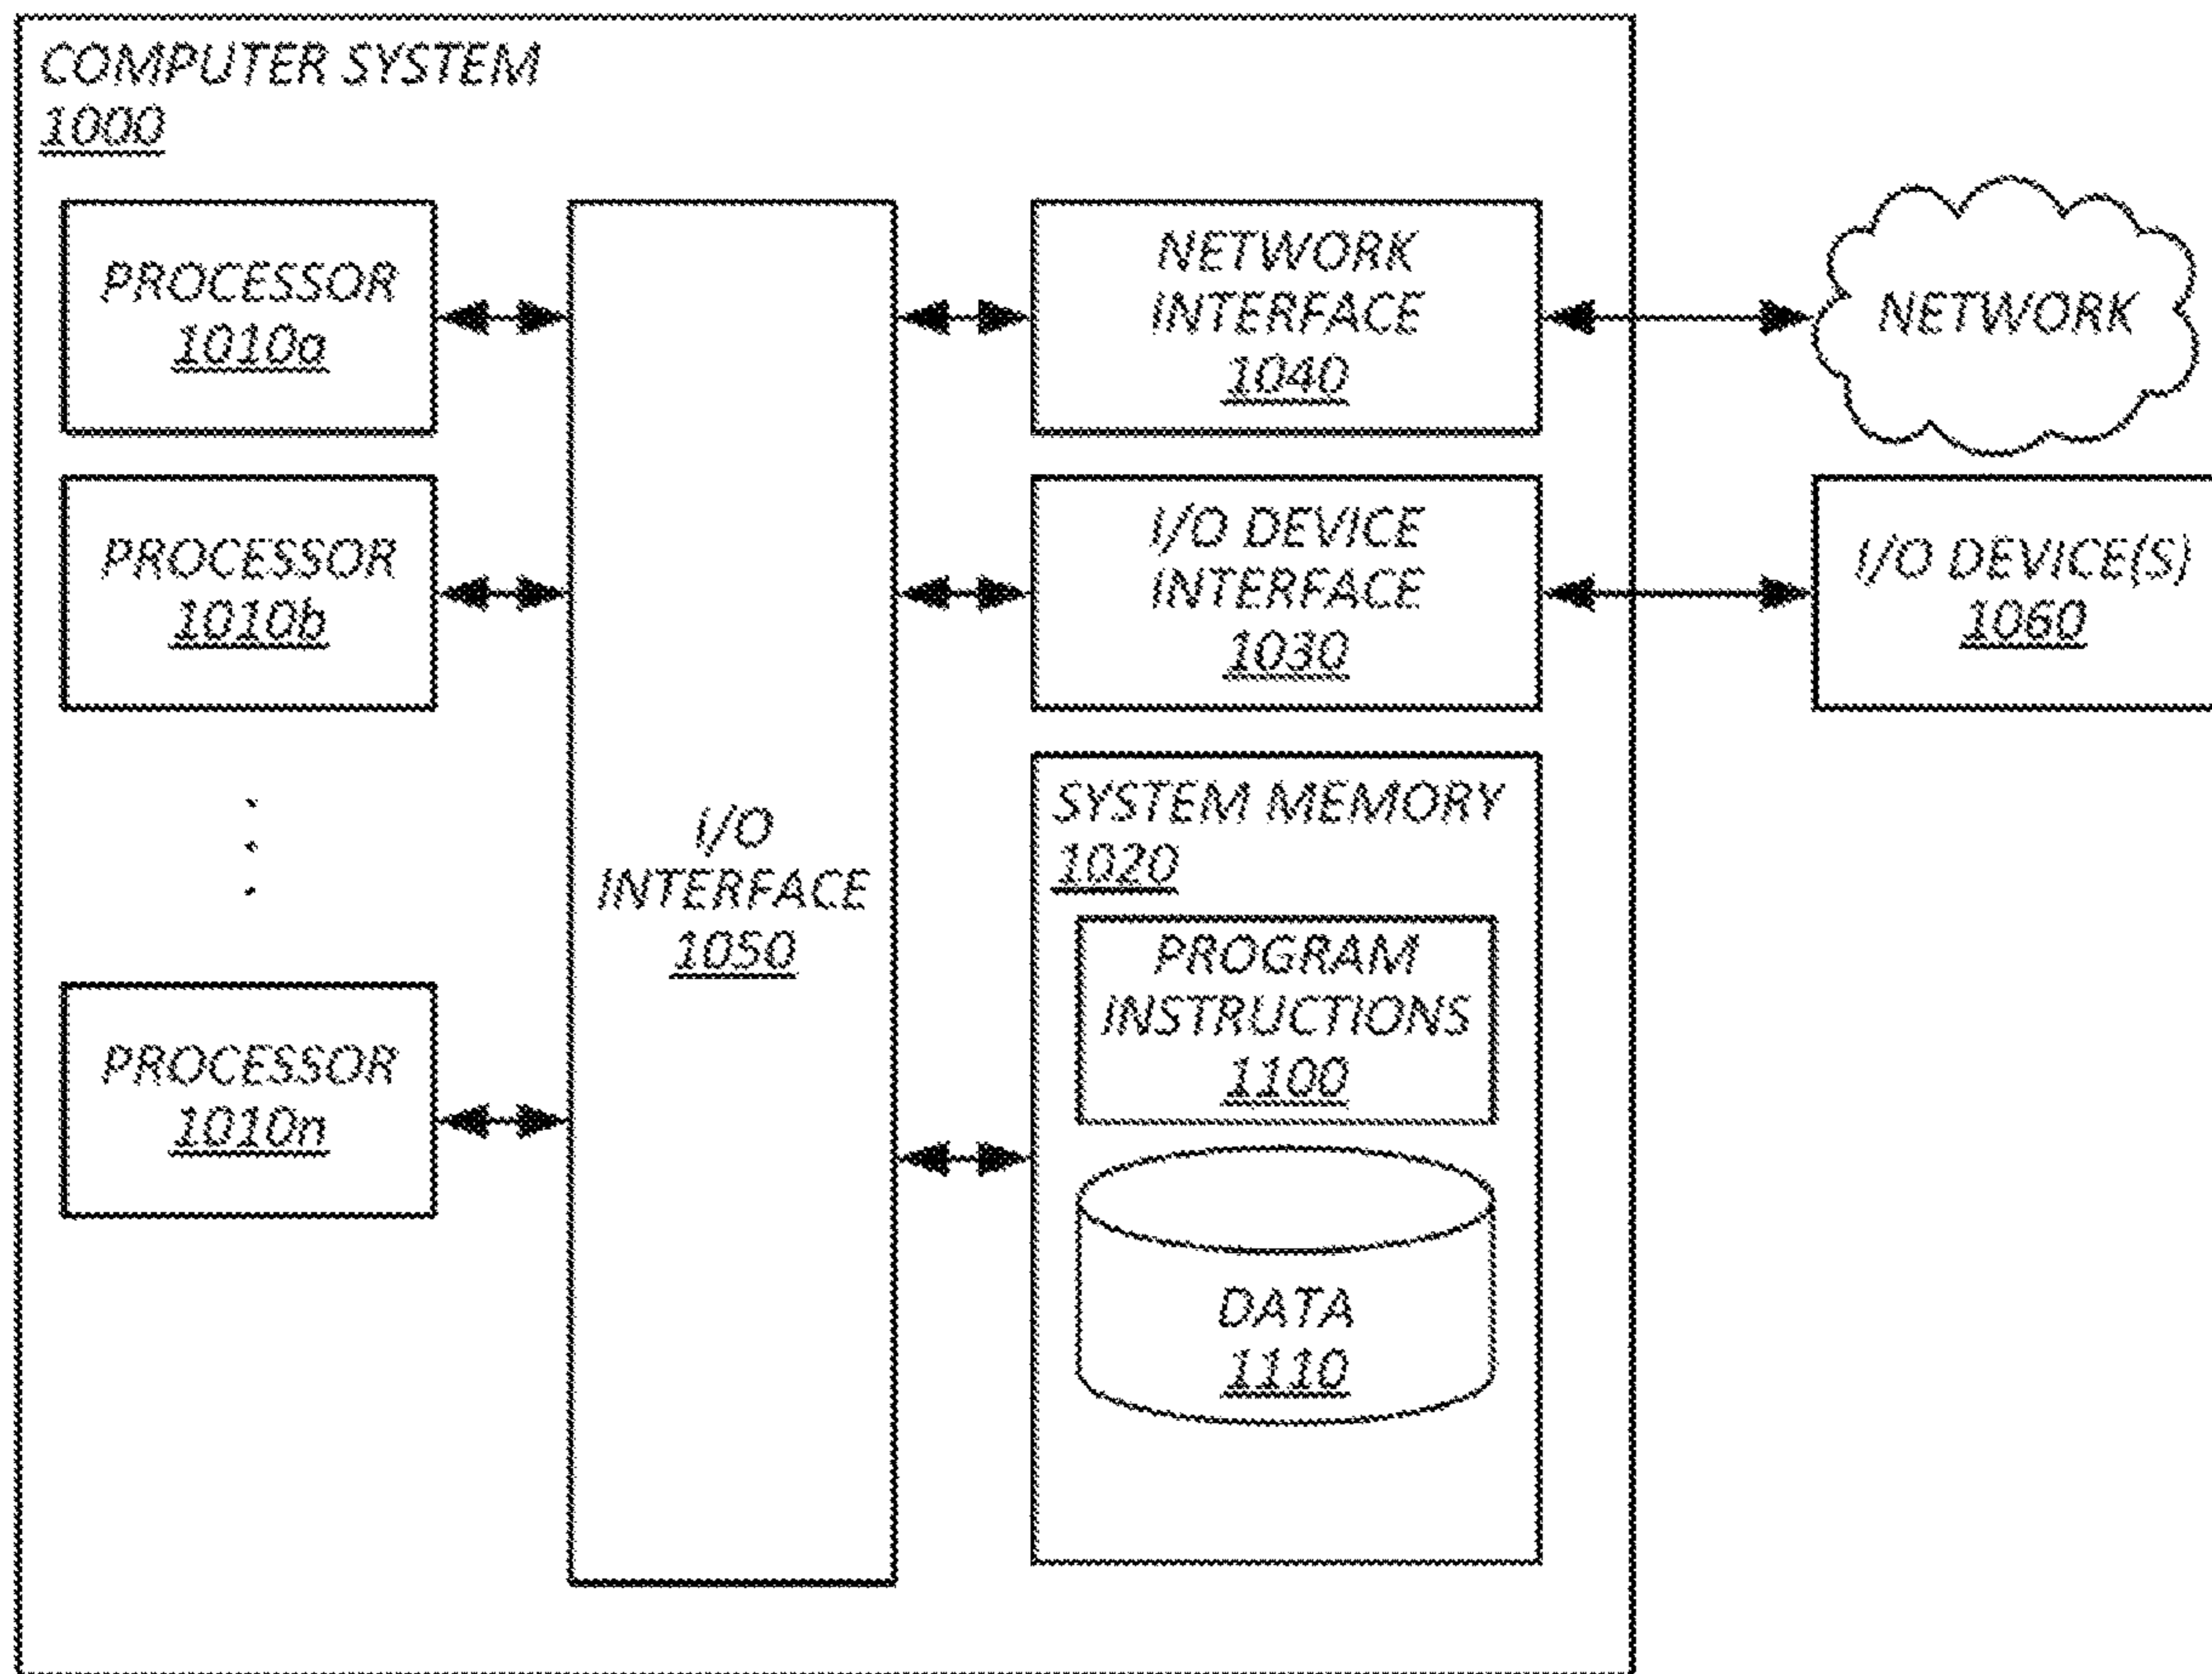 COMPUTER SYSTEM
1000
PROCESSOR
1010a
PROCESSOR
1010b
PROCESSOR
1010n
I/O
INTERFACE
1050
NETWORK
INTERFACE
1040
I/O DEVICE
INTERFACE
1030
SYSTEM MEMORY
1020
PROGRAM
INSTRUCTIONS
1100
DATA
1110
NETWORK
I/O DEVICE(S)
1060